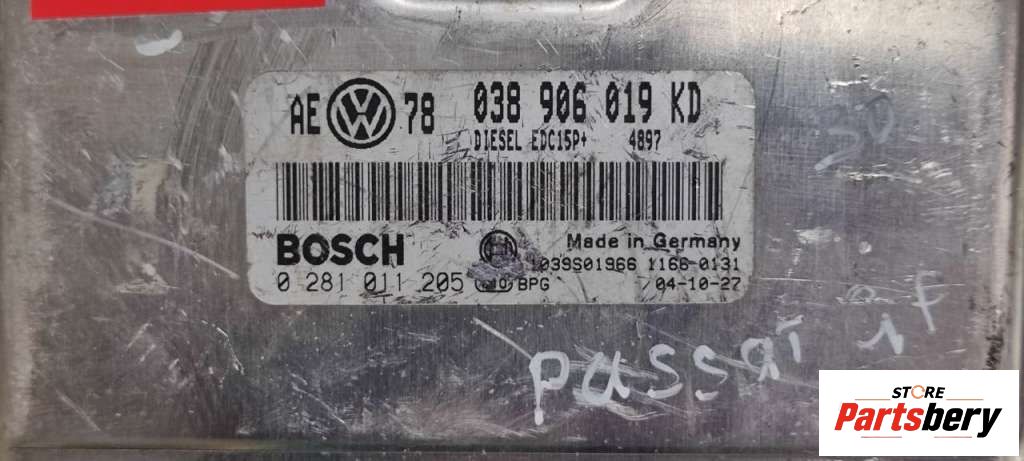 AE 78 038 906 019 KD
DIESEL EDC15P+ 4897
BOSCH Made in Germany
1039S01966 1166-0131
0 281 011 205 BPG 04-10-27
30
passat
STORE
Partsbery